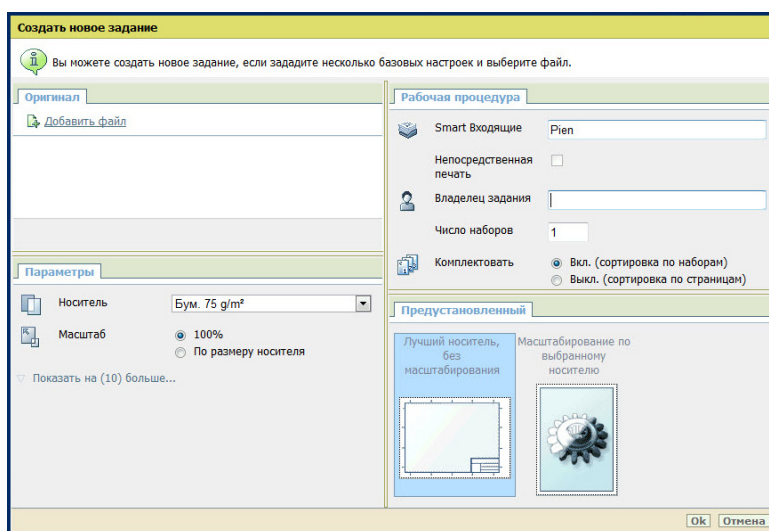 Создать новое задание
Вы можете создать новое задание, если зададите несколько базовых настроек и выберите файл.
Оригинал
Добавить файл
Параметры
Носитель
Бум. 75 g/m²
Масштаб
100%
По размеру носителя
Показать на (10) больше...
Рабочая процедура
Smart Входящие
Pien
Непосредственная
печать
Владелец задания
Число наборов
1
Комплектовать
Вкл. (сортировка по наборам)
Выкл. (сортировка по страницам)
Предустановленный
Лучший носитель,
без
масштабирования
Масштабирование по
выбранному
носителю
Ok
Отмена